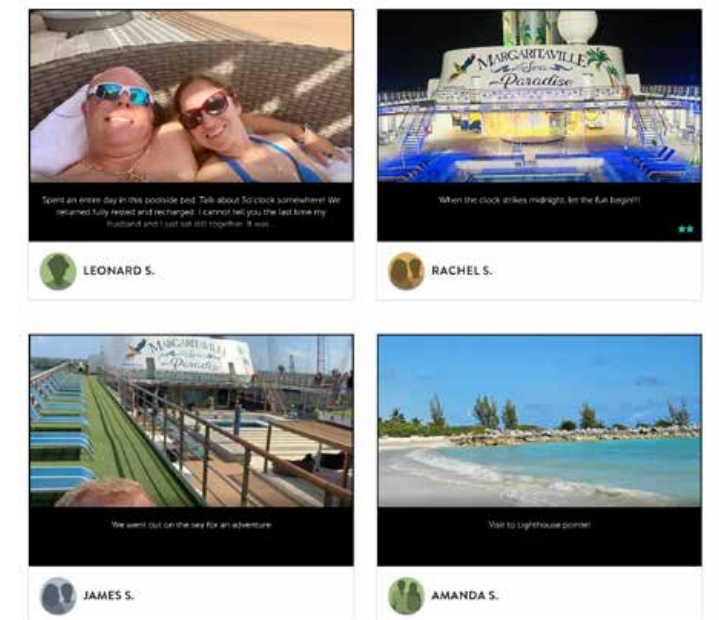 Spent an entire day in this poolside bed. Talk about 5o'clock somewhere! We
returned fully rested and recharged. I cannot tell you the last time my
husband and I just sat still together. It was...
LEONARD S.
MARGARITAVILLE
at Sea
Paradise
When the clock strikes midnight, let the fun begin!!!
RACHEL S.
MARGARITAVILLE
at Sea
Paradise
We went out on the sea for an adventure
JAMES S.
Visit to Lighthouse pointe!
AMANDA S.